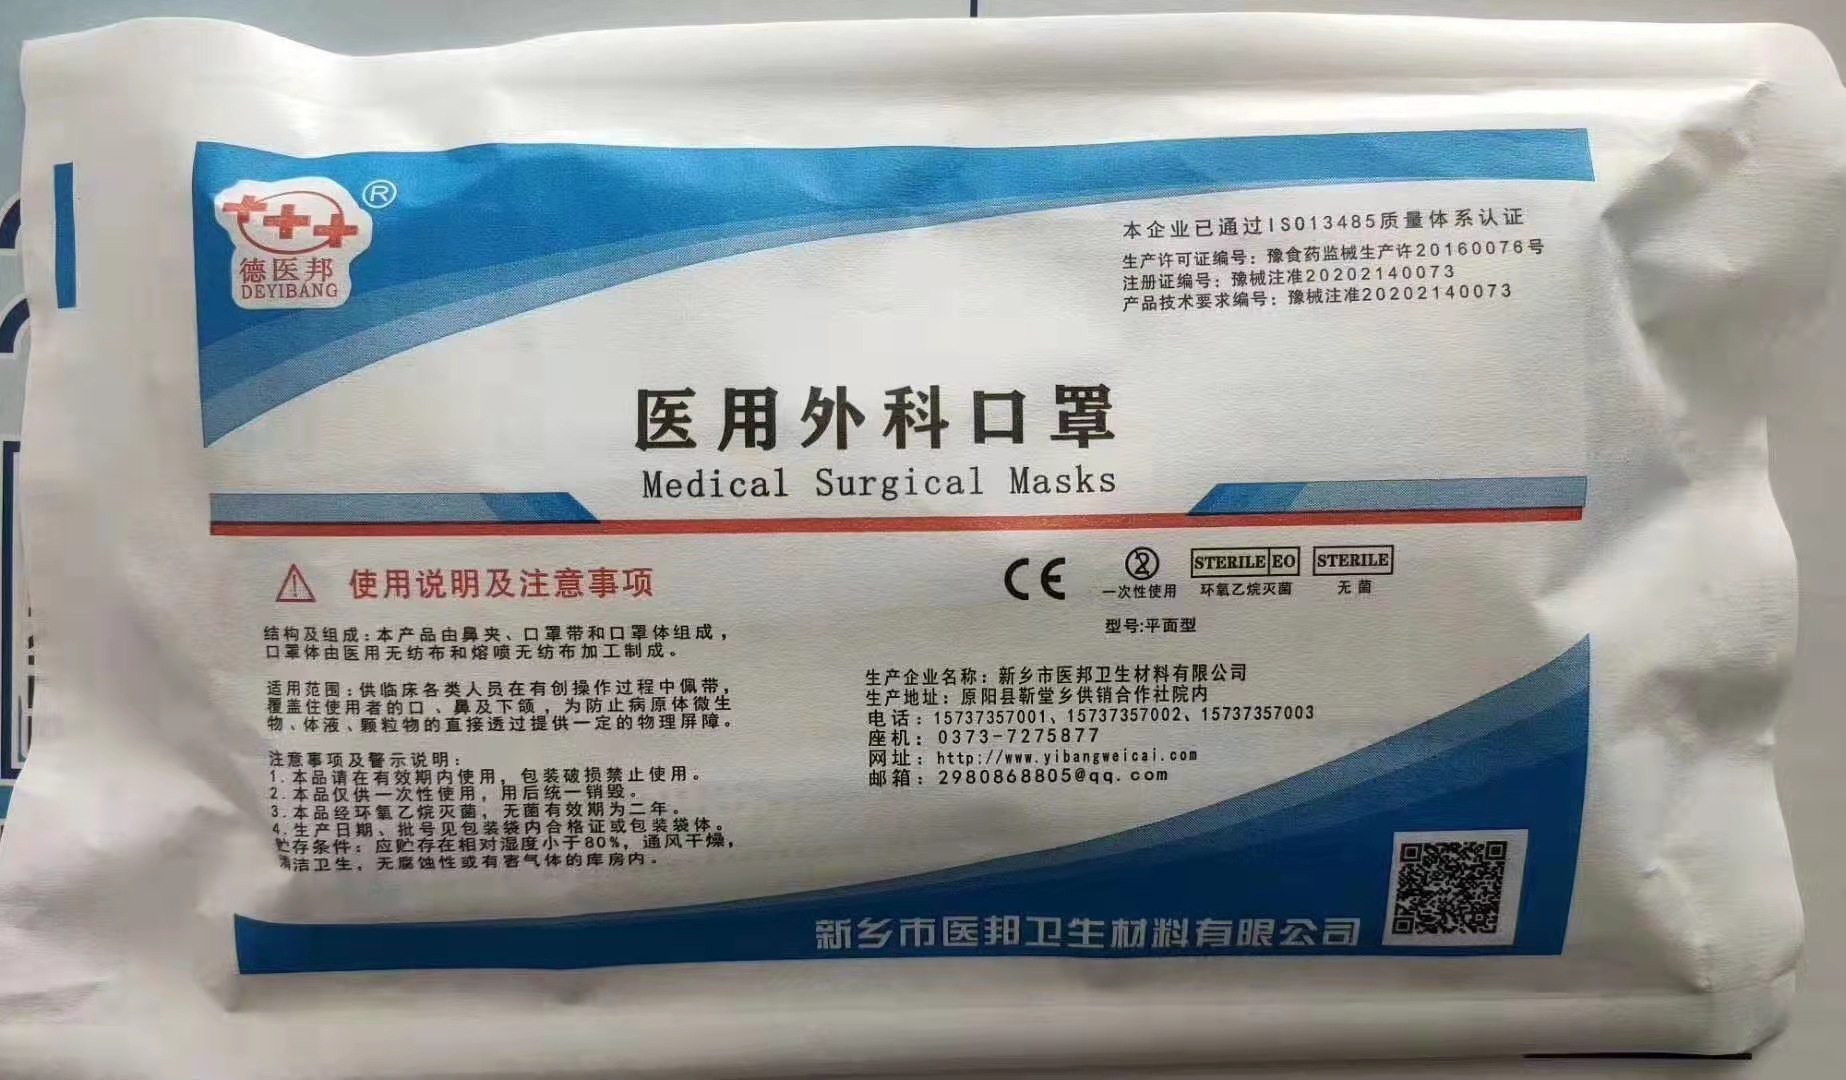 德医邦
DEYIBANG
®
本企业已通过ISO13485质量体系认证
生产许可证编号：豫食药监械生产许20160076号
注册证编号：豫械注准20202140073
产品技术要求编号：豫械注准20202140073
医用外科口罩
Medical Surgical Masks
使用说明及注意事项
结构及组成：本产品由鼻夹、口罩带和口罩体组成，
口罩体由医用无纺布和熔喷无纺布加工制成。
适用范围：供临床各类人员在有创操作过程中佩带，
覆盖住使用者的口、鼻及下颌，为防止病原体微生
物、体液、颗粒物的直接透过提供一定的物理屏障。
注意事项及警示说明：
1.本品请在有效期内使用，包装破损禁止使用。
2.本品仅供一次性使用，用后统一销毁。
3.本品经环氧乙烷灭菌，无菌有效期为二年。
4.生产日期、批号见包装袋内合格证或包装袋体。
贮存条件：应贮存在相对湿度小于80%，通风干燥，
清洁卫生，无腐蚀性或有害气体的库房内。
CE
2
STERILE EO
STERILE
一次性使用
环氧乙烷灭菌
无菌
型号:平面型
生产企业名称：新乡市医邦卫生材料有限公司
生产地址：原阳县靳堂乡供销合作社院内
电话：15737357001、15737357002、15737357003
座机：0373-7275877
网址：http://www.yibangweicai.com
邮箱：2980868805@qq.com
新乡市医邦卫生材料有限公司